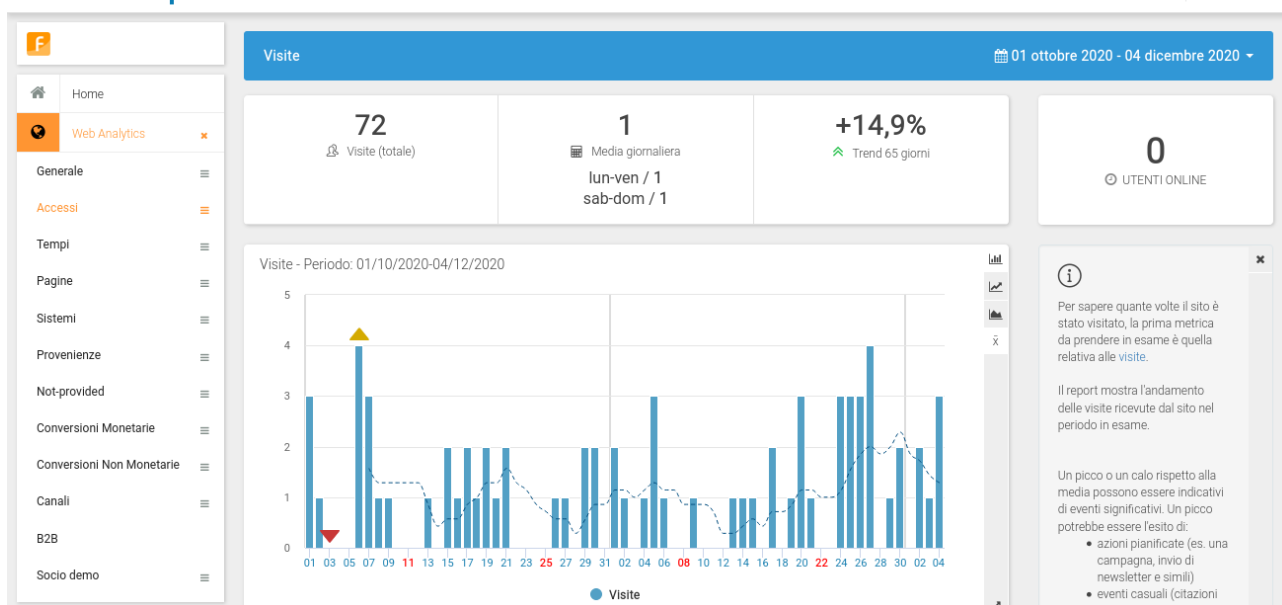 F
Home
Web Analytics
Generale
Accessi
Tempi
Pagine
Sistemi
Provenienze
Not-provided
Conversioni Monetarie
Conversioni Non Monetarie
Canali
B2B
Socio demo
Visite
01 ottobre 2020 - 04 dicembre 2020
72
Visite (totale)
1
Media giornaliera
lun-ven / 1
sab-dom / 1
+14,9%
Trend 65 giorni
0
UTENTI ONLINE
Visite - Periodo: 01/10/2020-04/12/2020
5
4
3
2
1
0
01 03 05 07 09 11 13 15 17 19 21 23 25 27 29 31 02 04 06 08 10 12 14 16 18 20 22 24 26 28 30 02 04
Visite
x̄
i
Per sapere quante volte il sito è
stato visitato, la prima metrica
da prendere in esame è quella
relativa alle visite.
Il report mostra l'andamento
delle visite ricevute dal sito nel
periodo in esame.
Un picco o un calo rispetto alla
media possono essere indicativi
di eventi significativi. Un picco
potrebbe essere l'esito di:
• azioni pianificate (es. una
campagna, invio di
newsletter e simili)
• eventi casuali (citazioni